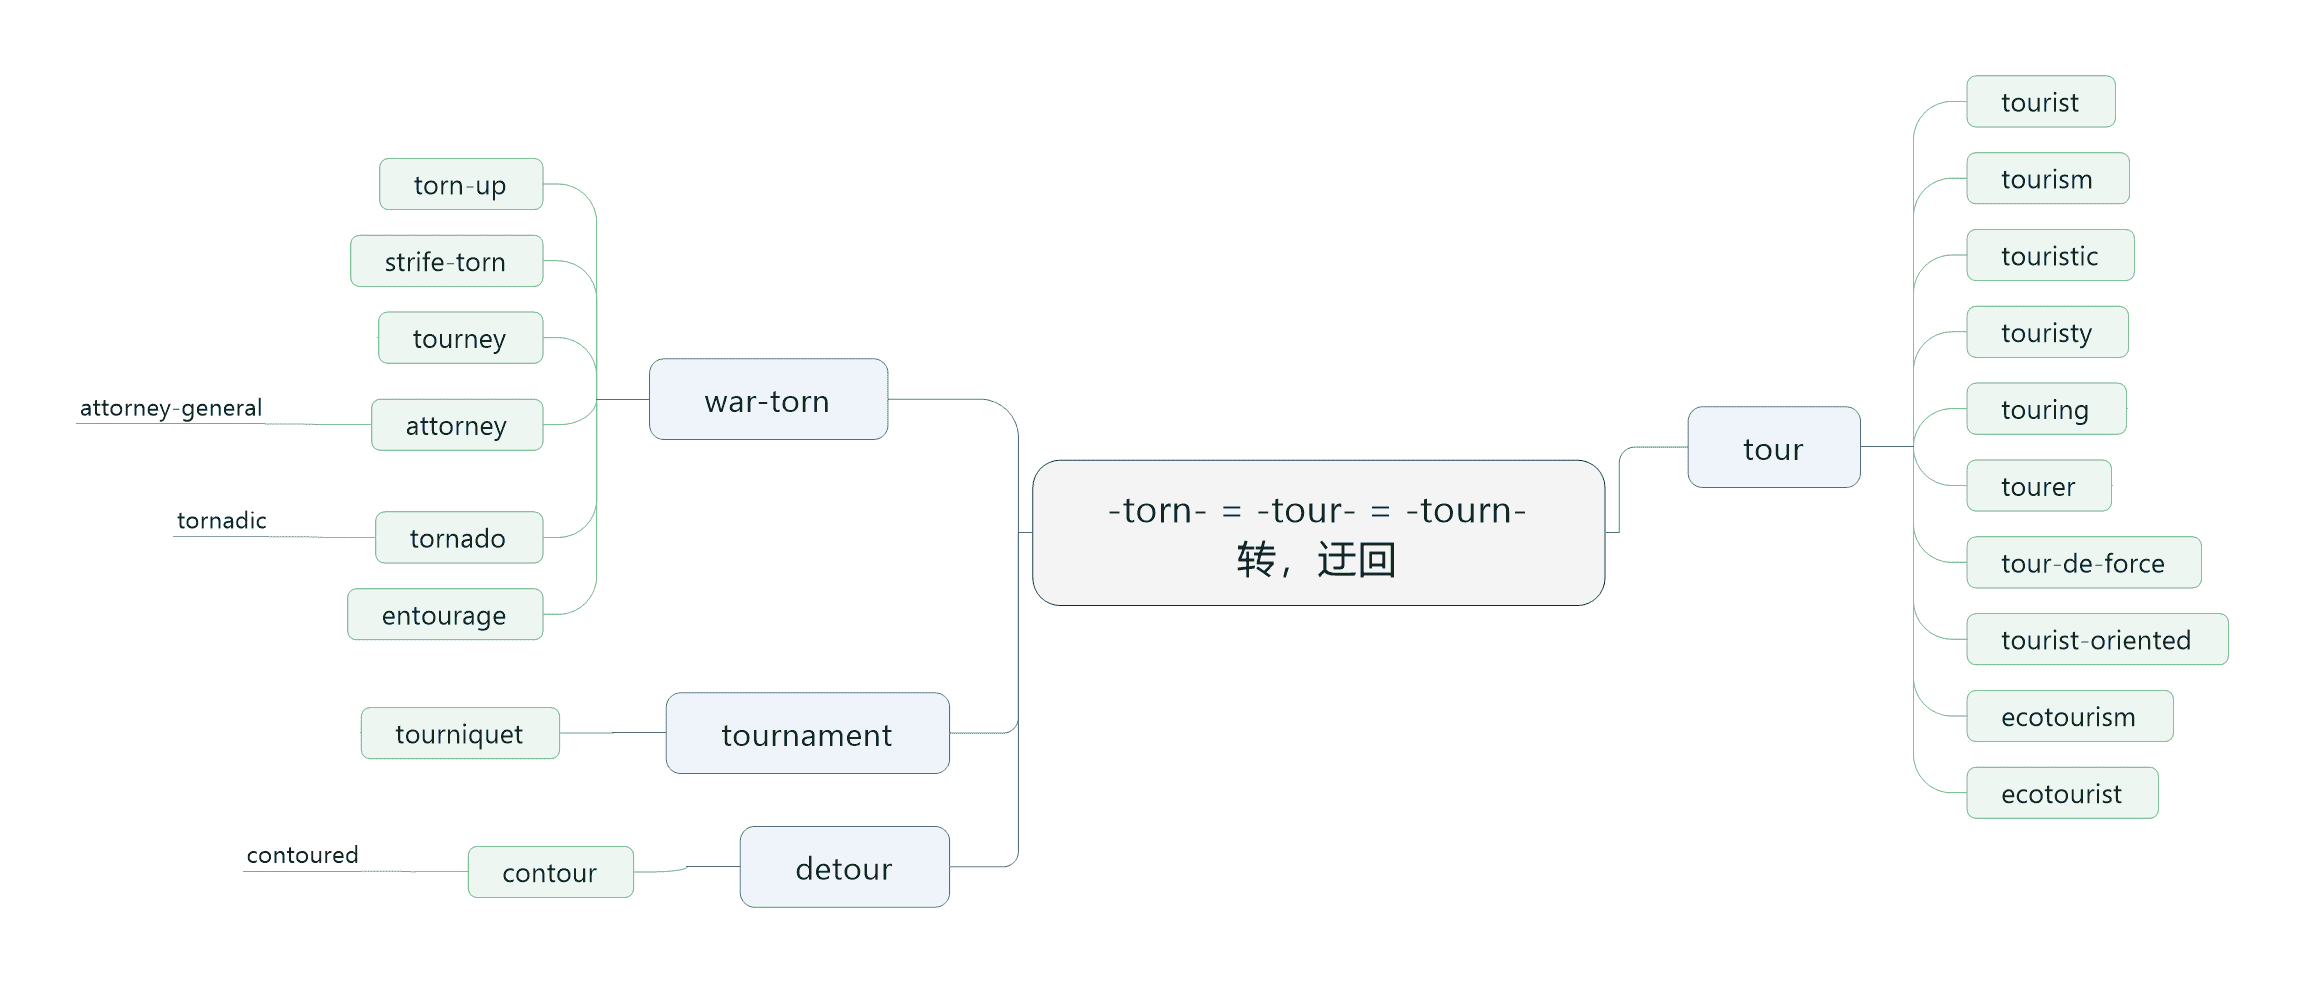 -torn- = -tour- = -tourn-
转，迂回
tour
tourist
tourism
touristic
touristy
touring
tourer
tour-de-force
tourist-oriented
ecotourism
ecotourist
war-torn
torn-up
strife-torn
tourney
attorney
attorney-general
tornado
tornadic
entourage
tournament
tourniquet
detour
contour
contoured